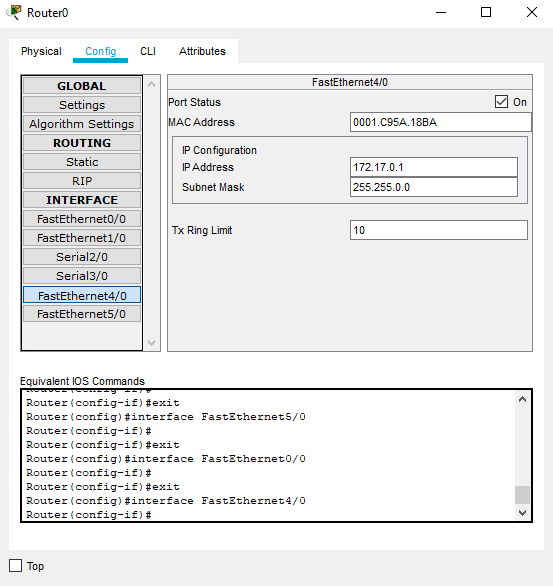 Router0
Physical Config CLI Attributes
GLOBAL
Settings
Algorithm Settings
ROUTING
Static
RIP
INTERFACE
FastEthernet0/0
FastEthernet1/0
Serial2/0
Serial3/0
FastEthernet4/0
FastEthernet5/0
FastEthernet4/0
Port Status On
MAC Address 0001.C95A.18BA
IP Configuration
IP Address 172.17.0.1
Subnet Mask 255.255.0.0
Tx Ring Limit 10
Equivalent IOS Commands
Router(config-if)#
Router(config-if)#exit
Router(config)#interface FastEthernet5/0
Router(config-if)#
Router(config-if)#exit
Router(config)#interface FastEthernet0/0
Router(config-if)#
Router(config-if)#exit
Router(config)#interface FastEthernet4/0
Router(config-if)#
Top